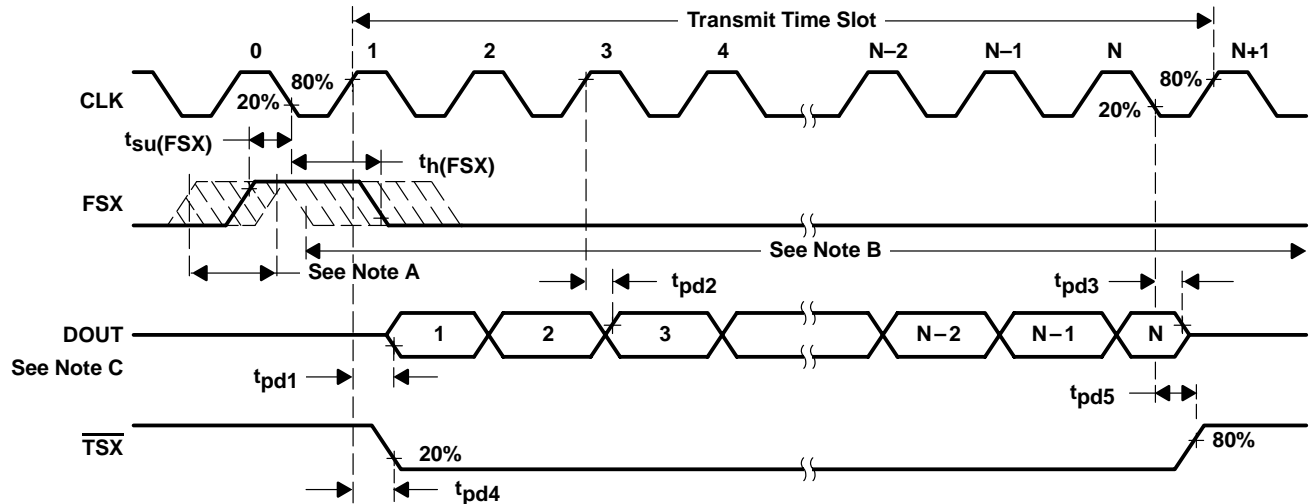 Transmit Time Slot
0 1 2 3 4 N–2 N–1 N N+1
80% 80%
CLK 20% 20%
tsu(FSX)
th(FSX)
FSX
See Note A See Note B
tpd2 tpd3
DOUT 1 2 3 N–2 N–1 N
See Note C
tpd1 tpd5
TSX 20% 80%
tpd4